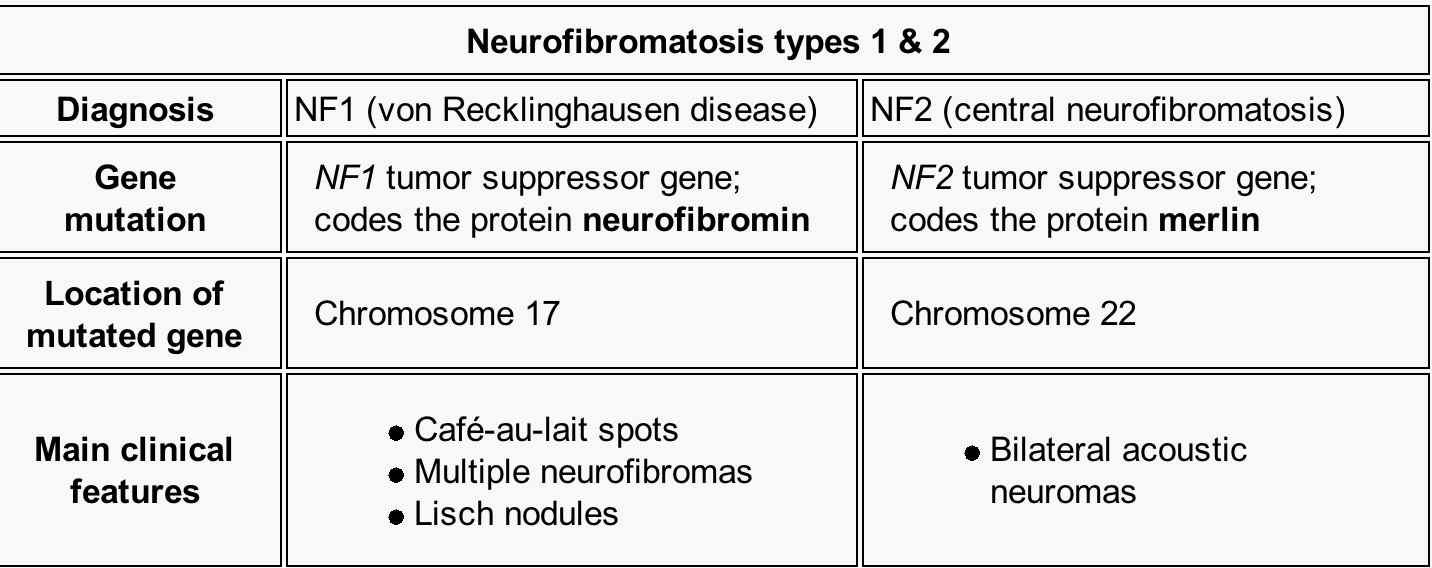 Neurofibromatosis types 1 & 2
Diagnosis
NF1 (von Recklinghausen disease)
NF2 (central neurofibromatosis)
Gene
mutation
NF1 tumor suppressor gene;
codes the protein neurofibromin
NF2 tumor suppressor gene;
codes the protein merlin
Location of
mutated gene
Chromosome 17
Chromosome 22
Main clinical
features
● Café-au-lait spots
● Multiple neurofibromas
● Lisch nodules
● Bilateral acoustic
neuromas